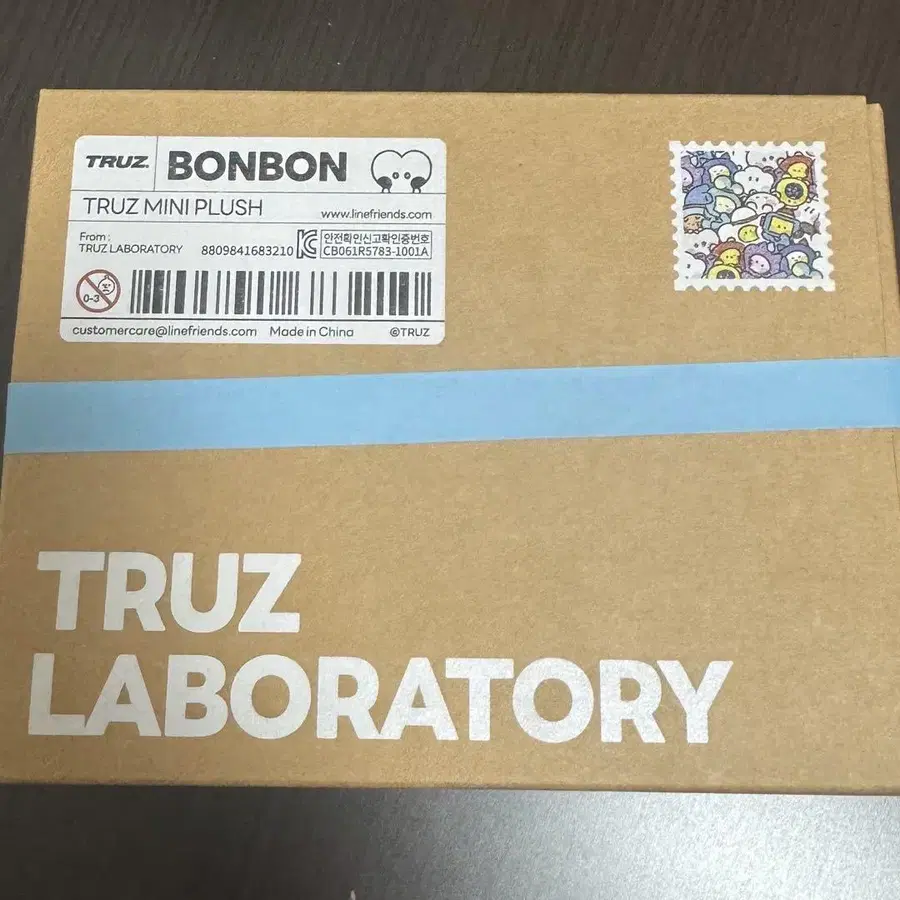 TRUZ. BONBON
TRUZ MINI PLUSH
www.linefriends.com
From :
TRUZ LABORATORY
8809841683210
안전확인신고확인증번호
CB061R5783-1001A
0-3
customercare@linefriends.com Made in China ©TRUZ
TRUZ
LABORATORY